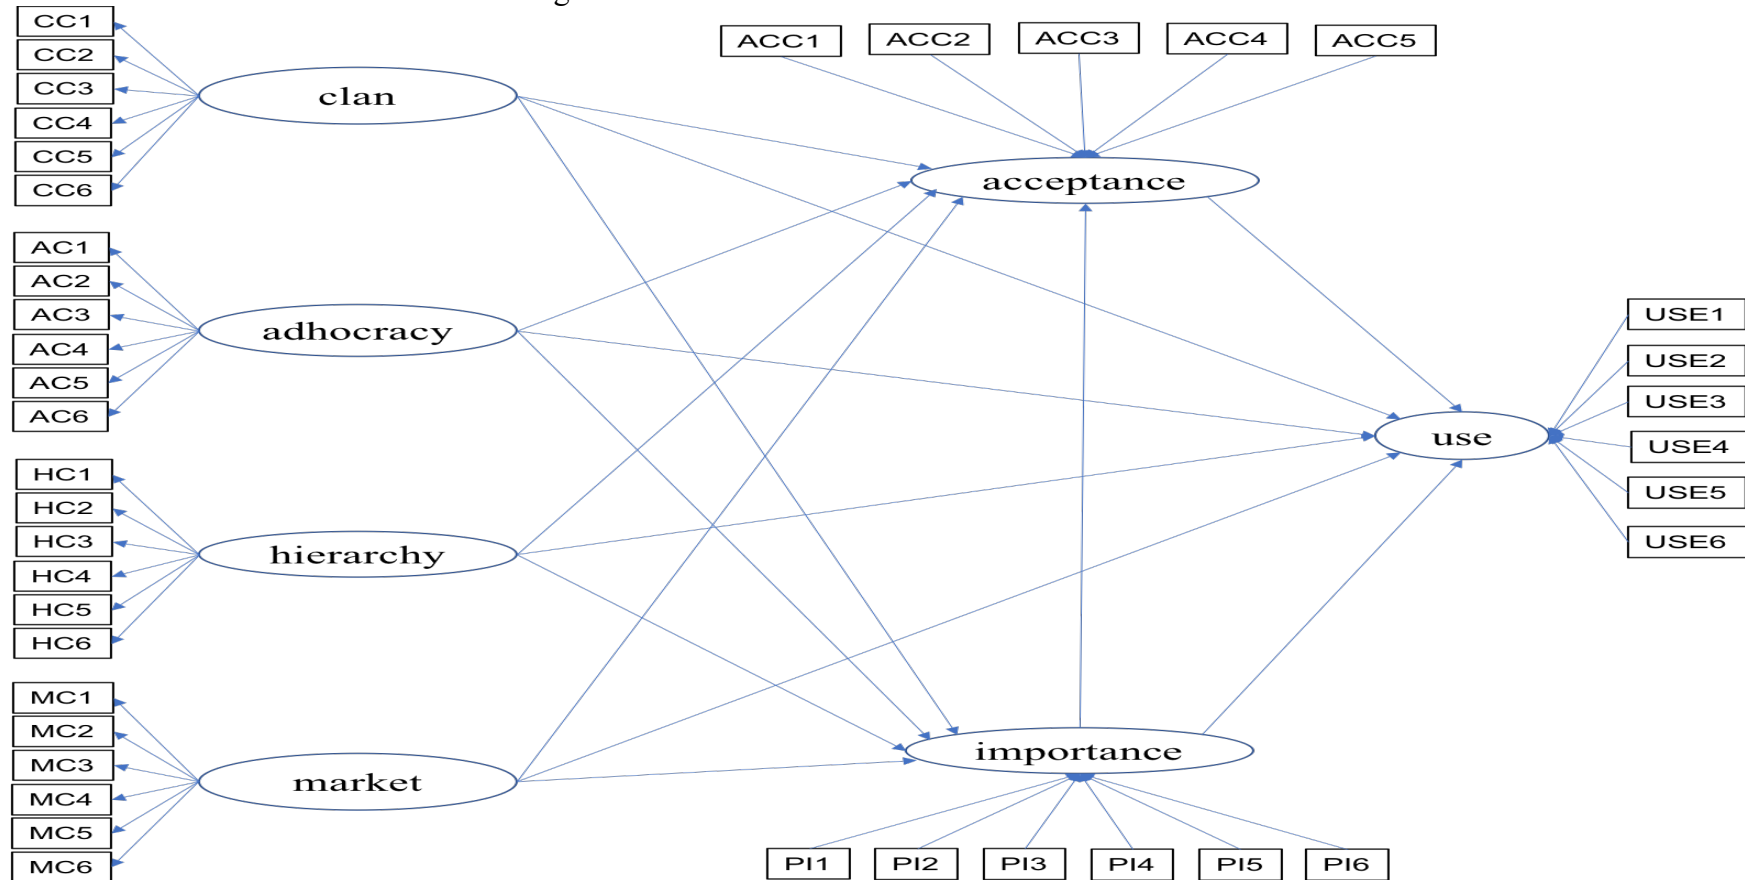 CC1
CC2
CC3
CC4
CC5
CC6
clan
AC1
AC2
AC3
AC4
AC5
AC6
adhocracy
HC1
HC2
HC3
HC4
HC5
HC6
hierarchy
MC1
MC2
MC3
MC4
MC5
MC6
market
ACC1 ACC2 ACC3 ACC4 ACC5
acceptance
use
USE1
USE2
USE3
USE4
USE5
USE6
importance
PI1 PI2 PI3 PI4 PI5 PI6